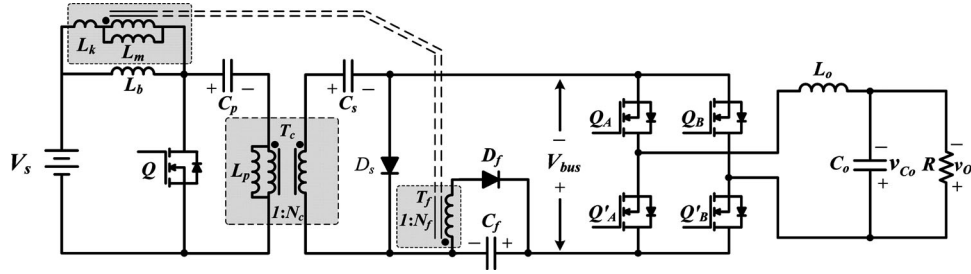 L_k
L_m
L_b
+ C_p −
+ C_s −
V_s
Q
L_p
T_c
1:N_c
D_s
T_f
1:N_f
D_f
− C_f +
−
V_bus
+
Q_A
Q_B
Q'_A
Q'_B
L_o
C_o
−
v_Co
+
R
−
v_O
+